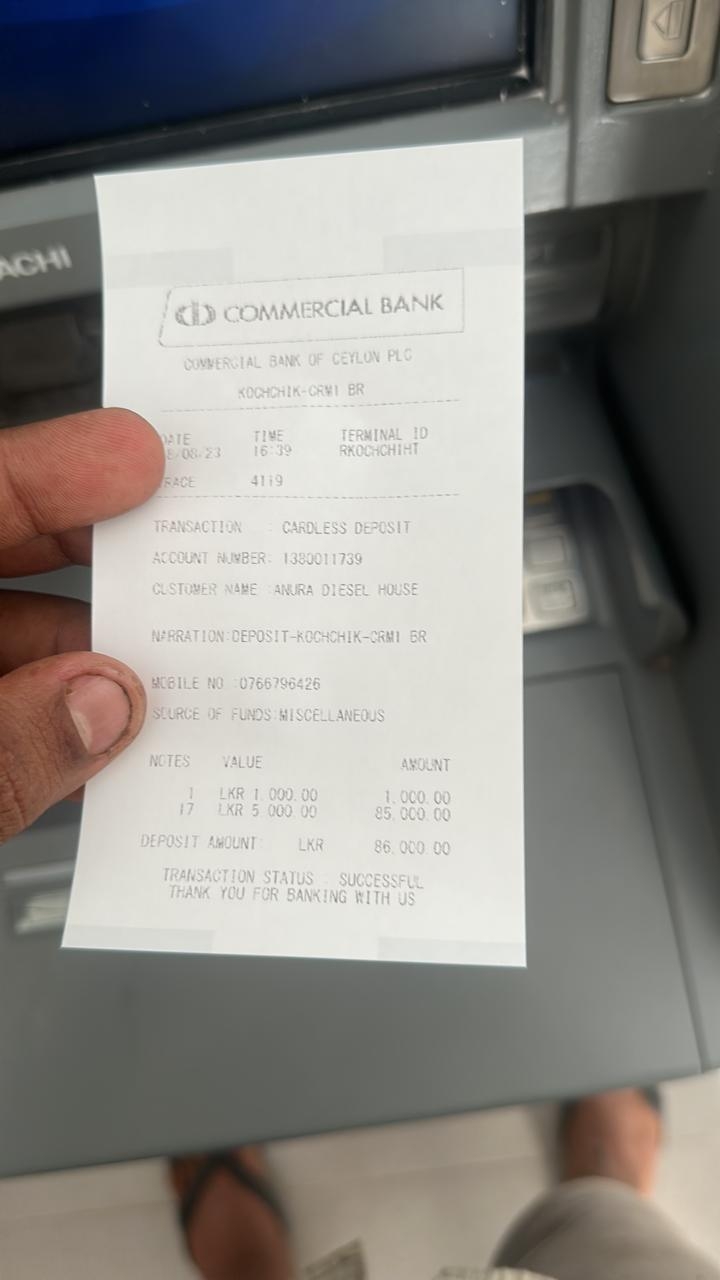 ACHI
COMMERCIAL BANK
COMMERCIAL BANK OF CEYLON PLC
KOCHCHIK-CRM1 BR
DATE TIME TERMINAL ID
8/08/23 16:39 RKOCHCHIHT
TRACE 4119
TRANSACTION : CARDLESS DEPOSIT
ACCOUNT NUMBER: 1380011739
CUSTOMER NAME :ANURA DIESEL HOUSE
NARRATION:DEPOSIT-KOCHCHIK-CRM1 BR
MOBILE NO :0766796426
SOURCE OF FUNDS:MISCELLANEOUS
NOTES VALUE AMOUNT
1 LKR 1,000.00 1,000.00
17 LKR 5,000.00 85,000.00
DEPOSIT AMOUNT: LKR 86,000.00
TRANSACTION STATUS : SUCCESSFUL
THANK YOU FOR BANKING WITH US